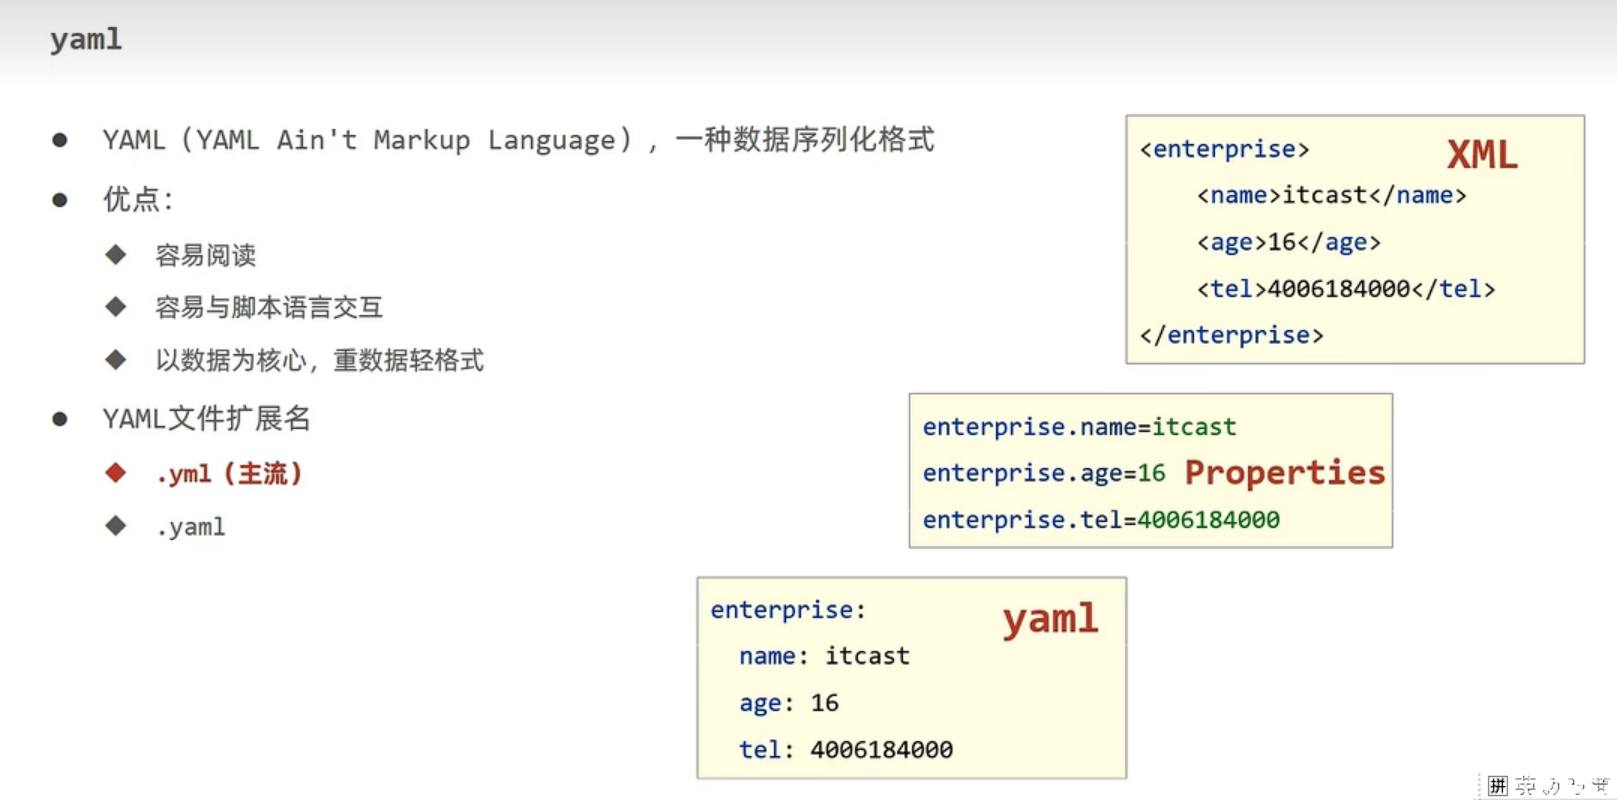 yaml
YAML（YAML Ain't Markup Language），一种数据序列化格式
优点：
容易阅读
容易与脚本语言交互
以数据为核心，重数据轻格式
YAML文件扩展名
.yml（主流）
.yaml
XML
<enterprise>
<name>itcast</name>
<age>16</age>
<tel>4006184000</tel>
</enterprise>
enterprise.name=itcast
enterprise.age=16
Properties
enterprise.tel=4006184000
yaml
enterprise:
name: itcast
age: 16
tel: 4006184000
拼 英